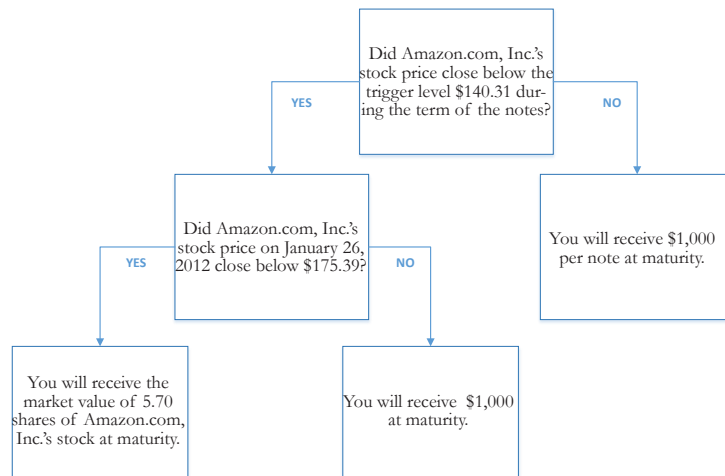 Did Amazon.com, Inc.'s
stock price close below the
trigger level $140.31 dur-
ing the term of the notes?
YES
NO
Did Amazon.com, Inc.'s
stock price on January 26,
2012 close below $175.39?
You will receive $1,000
per note at maturity.
YES
NO
You will receive the
market value of 5.70
shares of Amazon.com,
Inc.'s stock at maturity.
You will receive $1,000
at maturity.